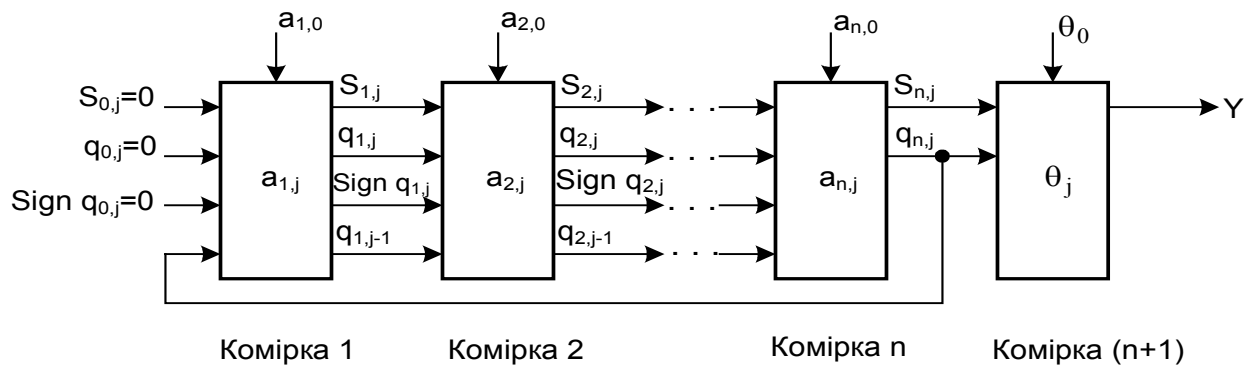 a1,0 a2,0 an,0 θ0
S0,j=0 S1,j S2,j . . . Sn,j Y
q0,j=0 q1,j q2,j . . . qn,j
a1,j a2,j an,j θj
Sign q0,j=0 Sign q1,j Sign q2,j . . .
q1,j-1 q2,j-1 . . .
Комірка 1 Комірка 2 Комірка n Комірка (n+1)